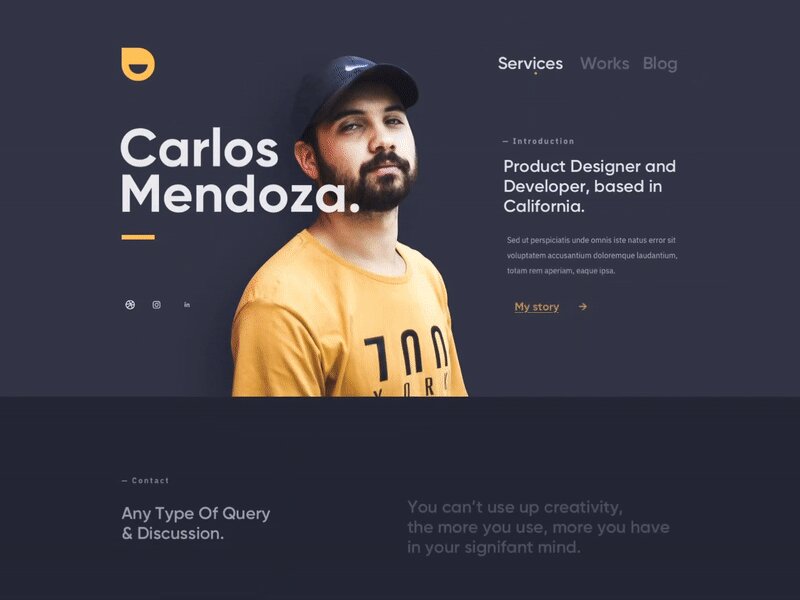 Services Works Blog
Carlos
Mendoza.
— Introduction
Product Designer and
Developer, based in
California.
Sed ut perspiciatis unde omnis iste natus error sit
voluptatem accusantium doloremque laudantium,
totam rem aperiam, eaque ipsa.
My story →
in
700
YORK
— Contact
Any Type Of Query
& Discussion.
You can't use up creativity,
the more you use, more you have
in your signifant mind.